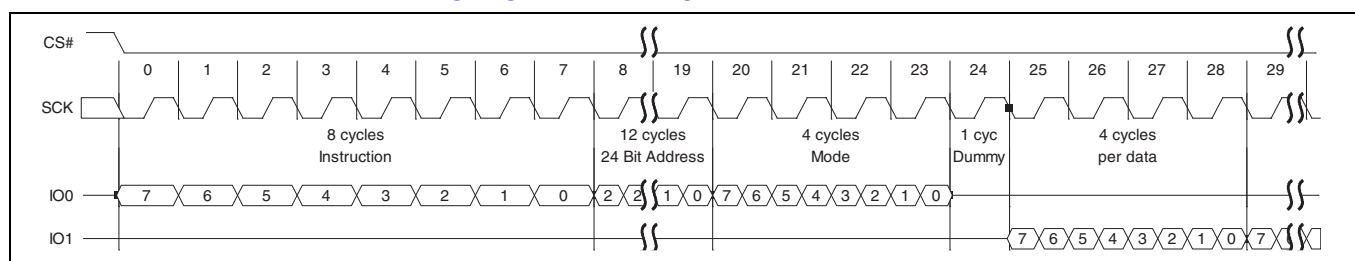 CS#
0 1 2 3 4 5 6 7 8 19 20 21 22 23 24 25 26 27 28 29
SCK
8 cycles 12 cycles 4 cycles 1 cyc 4 cycles
Instruction 24 Bit Address Mode Dummy per data
IO0 7 6 5 4 3 2 1 0 2 2 1 0 7 6 5 4 3 2 1 0
IO1 7 6 5 4 3 2 1 0 7